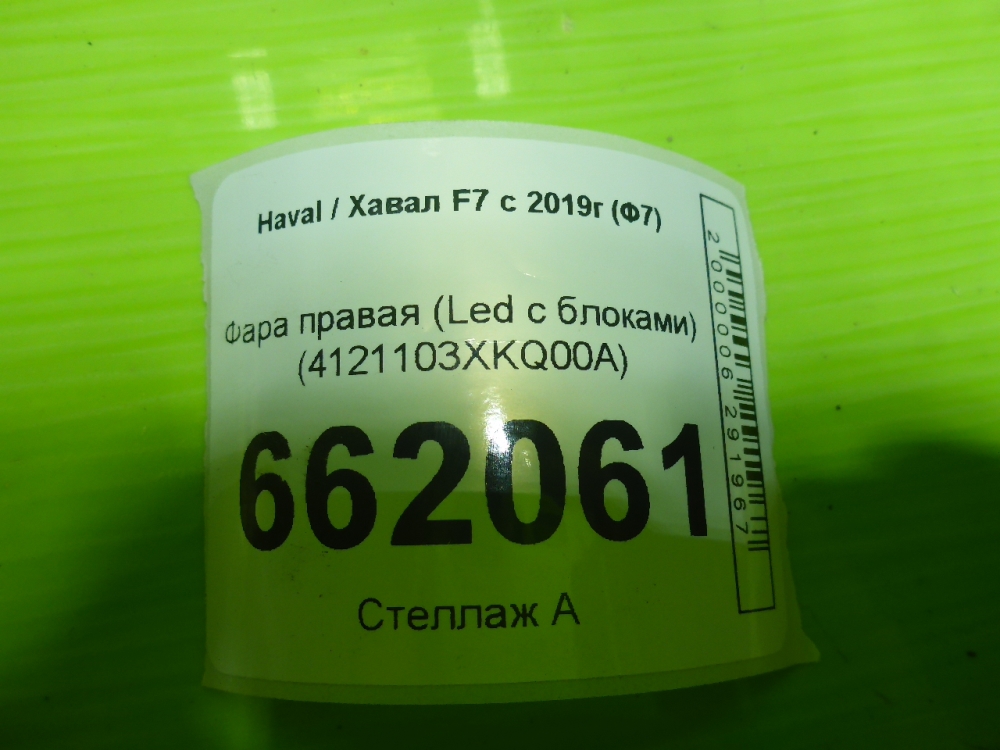 Haval / Хавал F7 с 2019г (Ф7)
Фара правая (Led с блоками)
(4121103XKQ00A)
662061
Стеллаж А
2000006291967